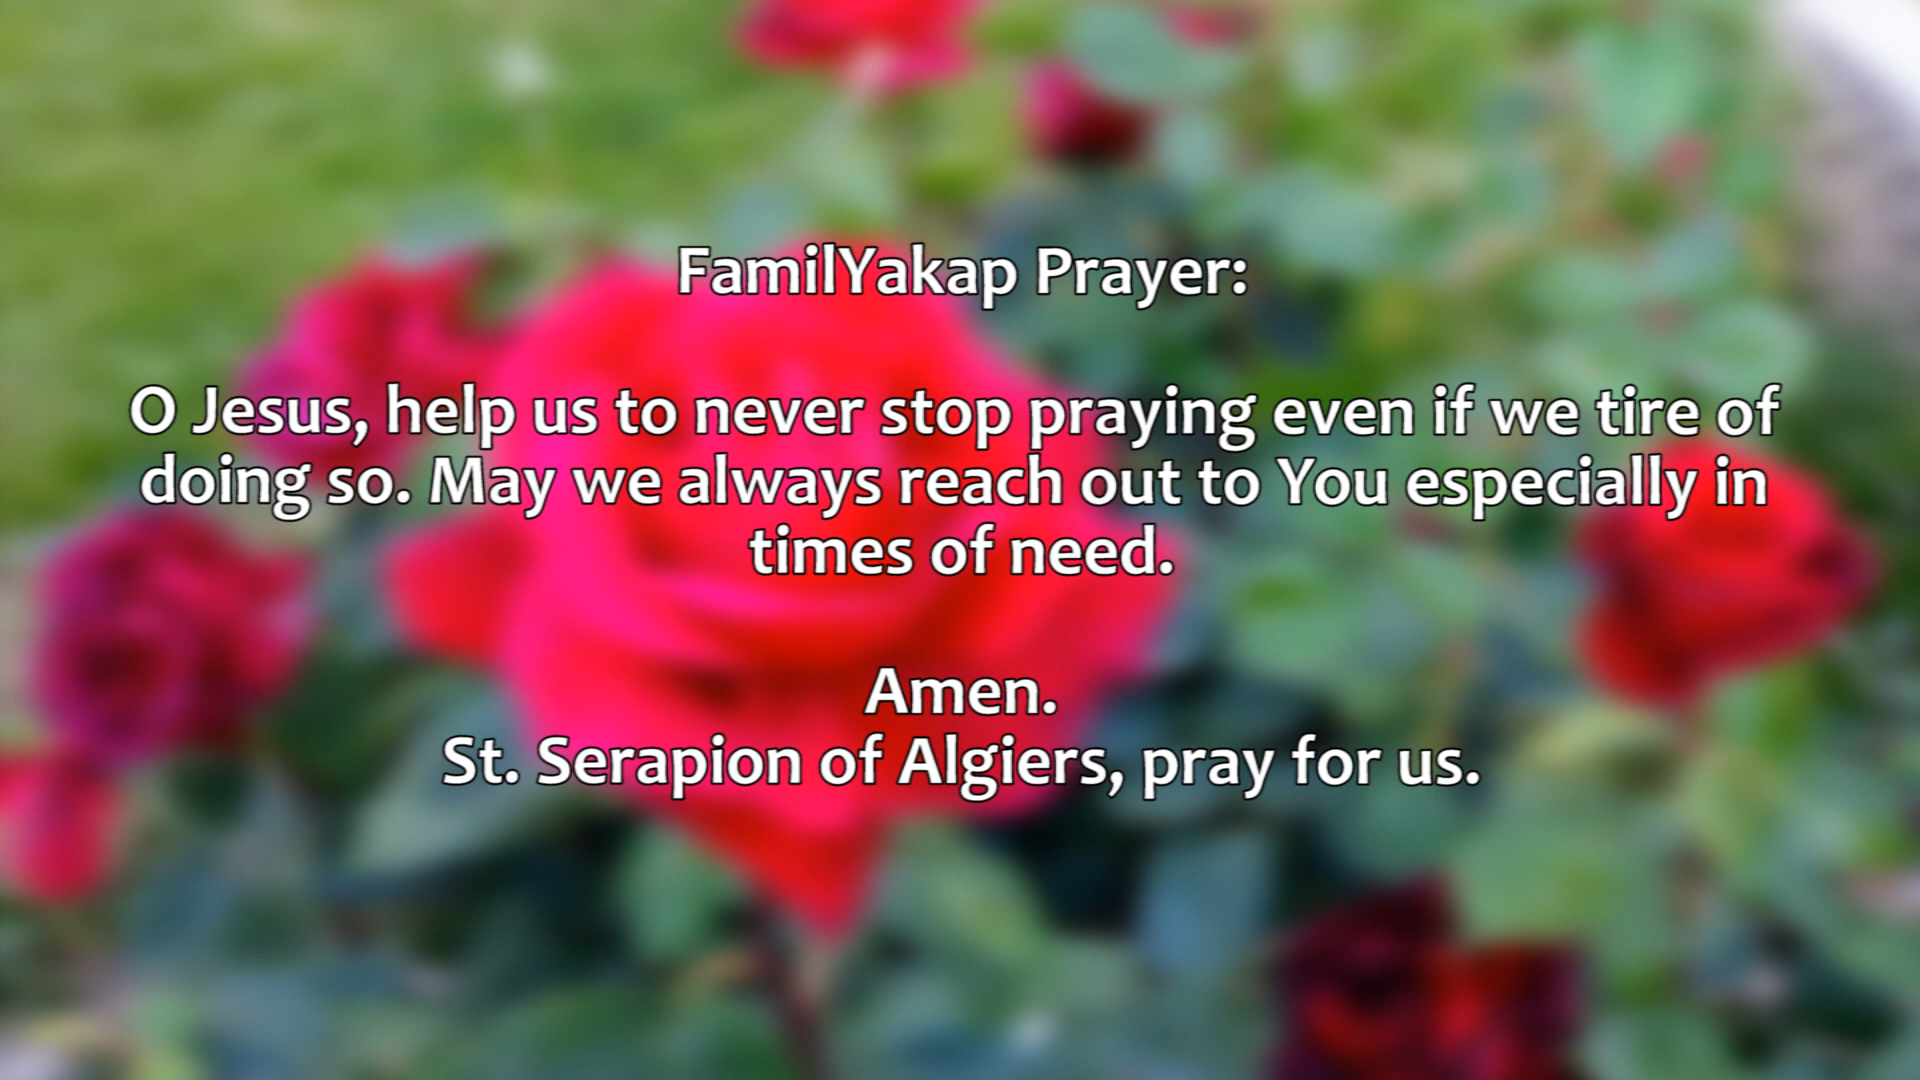 FamilYakap Prayer:
O Jesus, help us to never stop praying even if we tire of
doing so. May we always reach out to You especially in
times of need.
Amen.
St. Serapion of Algiers, pray for us.